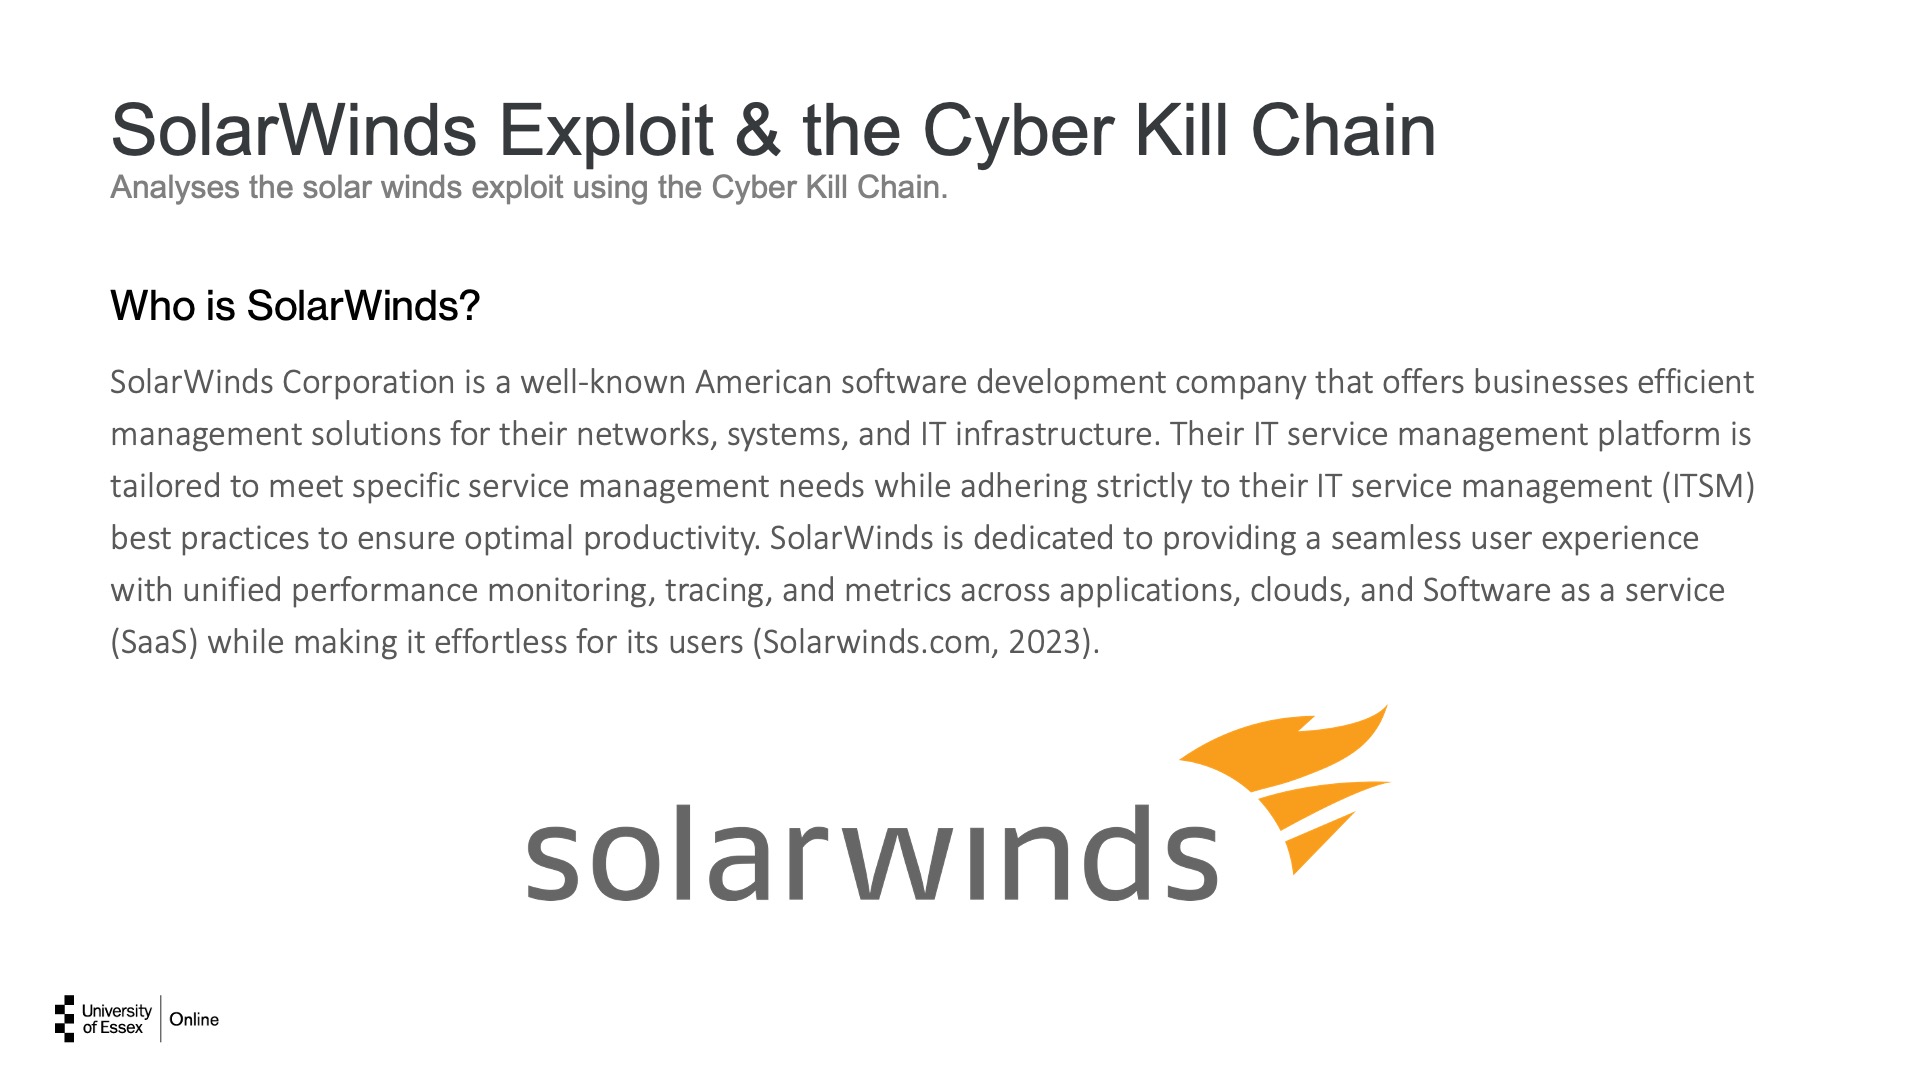 SolarWinds Exploit & the Cyber Kill Chain
Analyses the solar winds exploit using the Cyber Kill Chain.
Who is SolarWinds?
SolarWinds Corporation is a well-known American software development company that offers businesses efficient
management solutions for their networks, systems, and IT infrastructure. Their IT service management platform is
tailored to meet specific service management needs while adhering strictly to their IT service management (ITSM)
best practices to ensure optimal productivity. SolarWinds is dedicated to providing a seamless user experience
with unified performance monitoring, tracing, and metrics across applications, clouds, and Software as a service
(SaaS) while making it effortless for its users (Solarwinds.com, 2023).
solarwinds
University
of Essex
Online